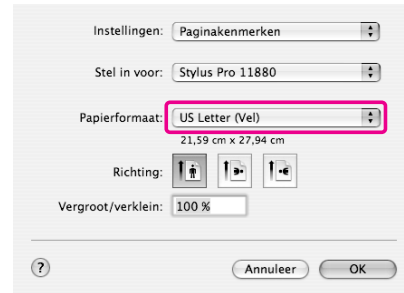 Instellingen: Paginakenmerken
Stel in voor: Stylus Pro 11880
Papierformaat: US Letter (Vel)
21,59 cm x 27,94 cm
Richting:
Vergroot/verklein: 100 %
? Annuleer OK